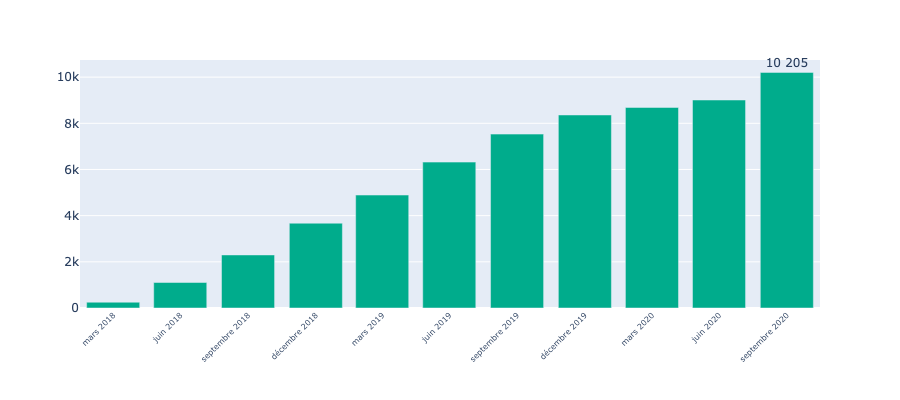 10 205
10k
8k
6k
4k
2k
0
mars 2018
juin 2018
septembre 2018
décembre 2018
mars 2019
juin 2019
septembre 2019
décembre 2019
mars 2020
juin 2020
septembre 2020